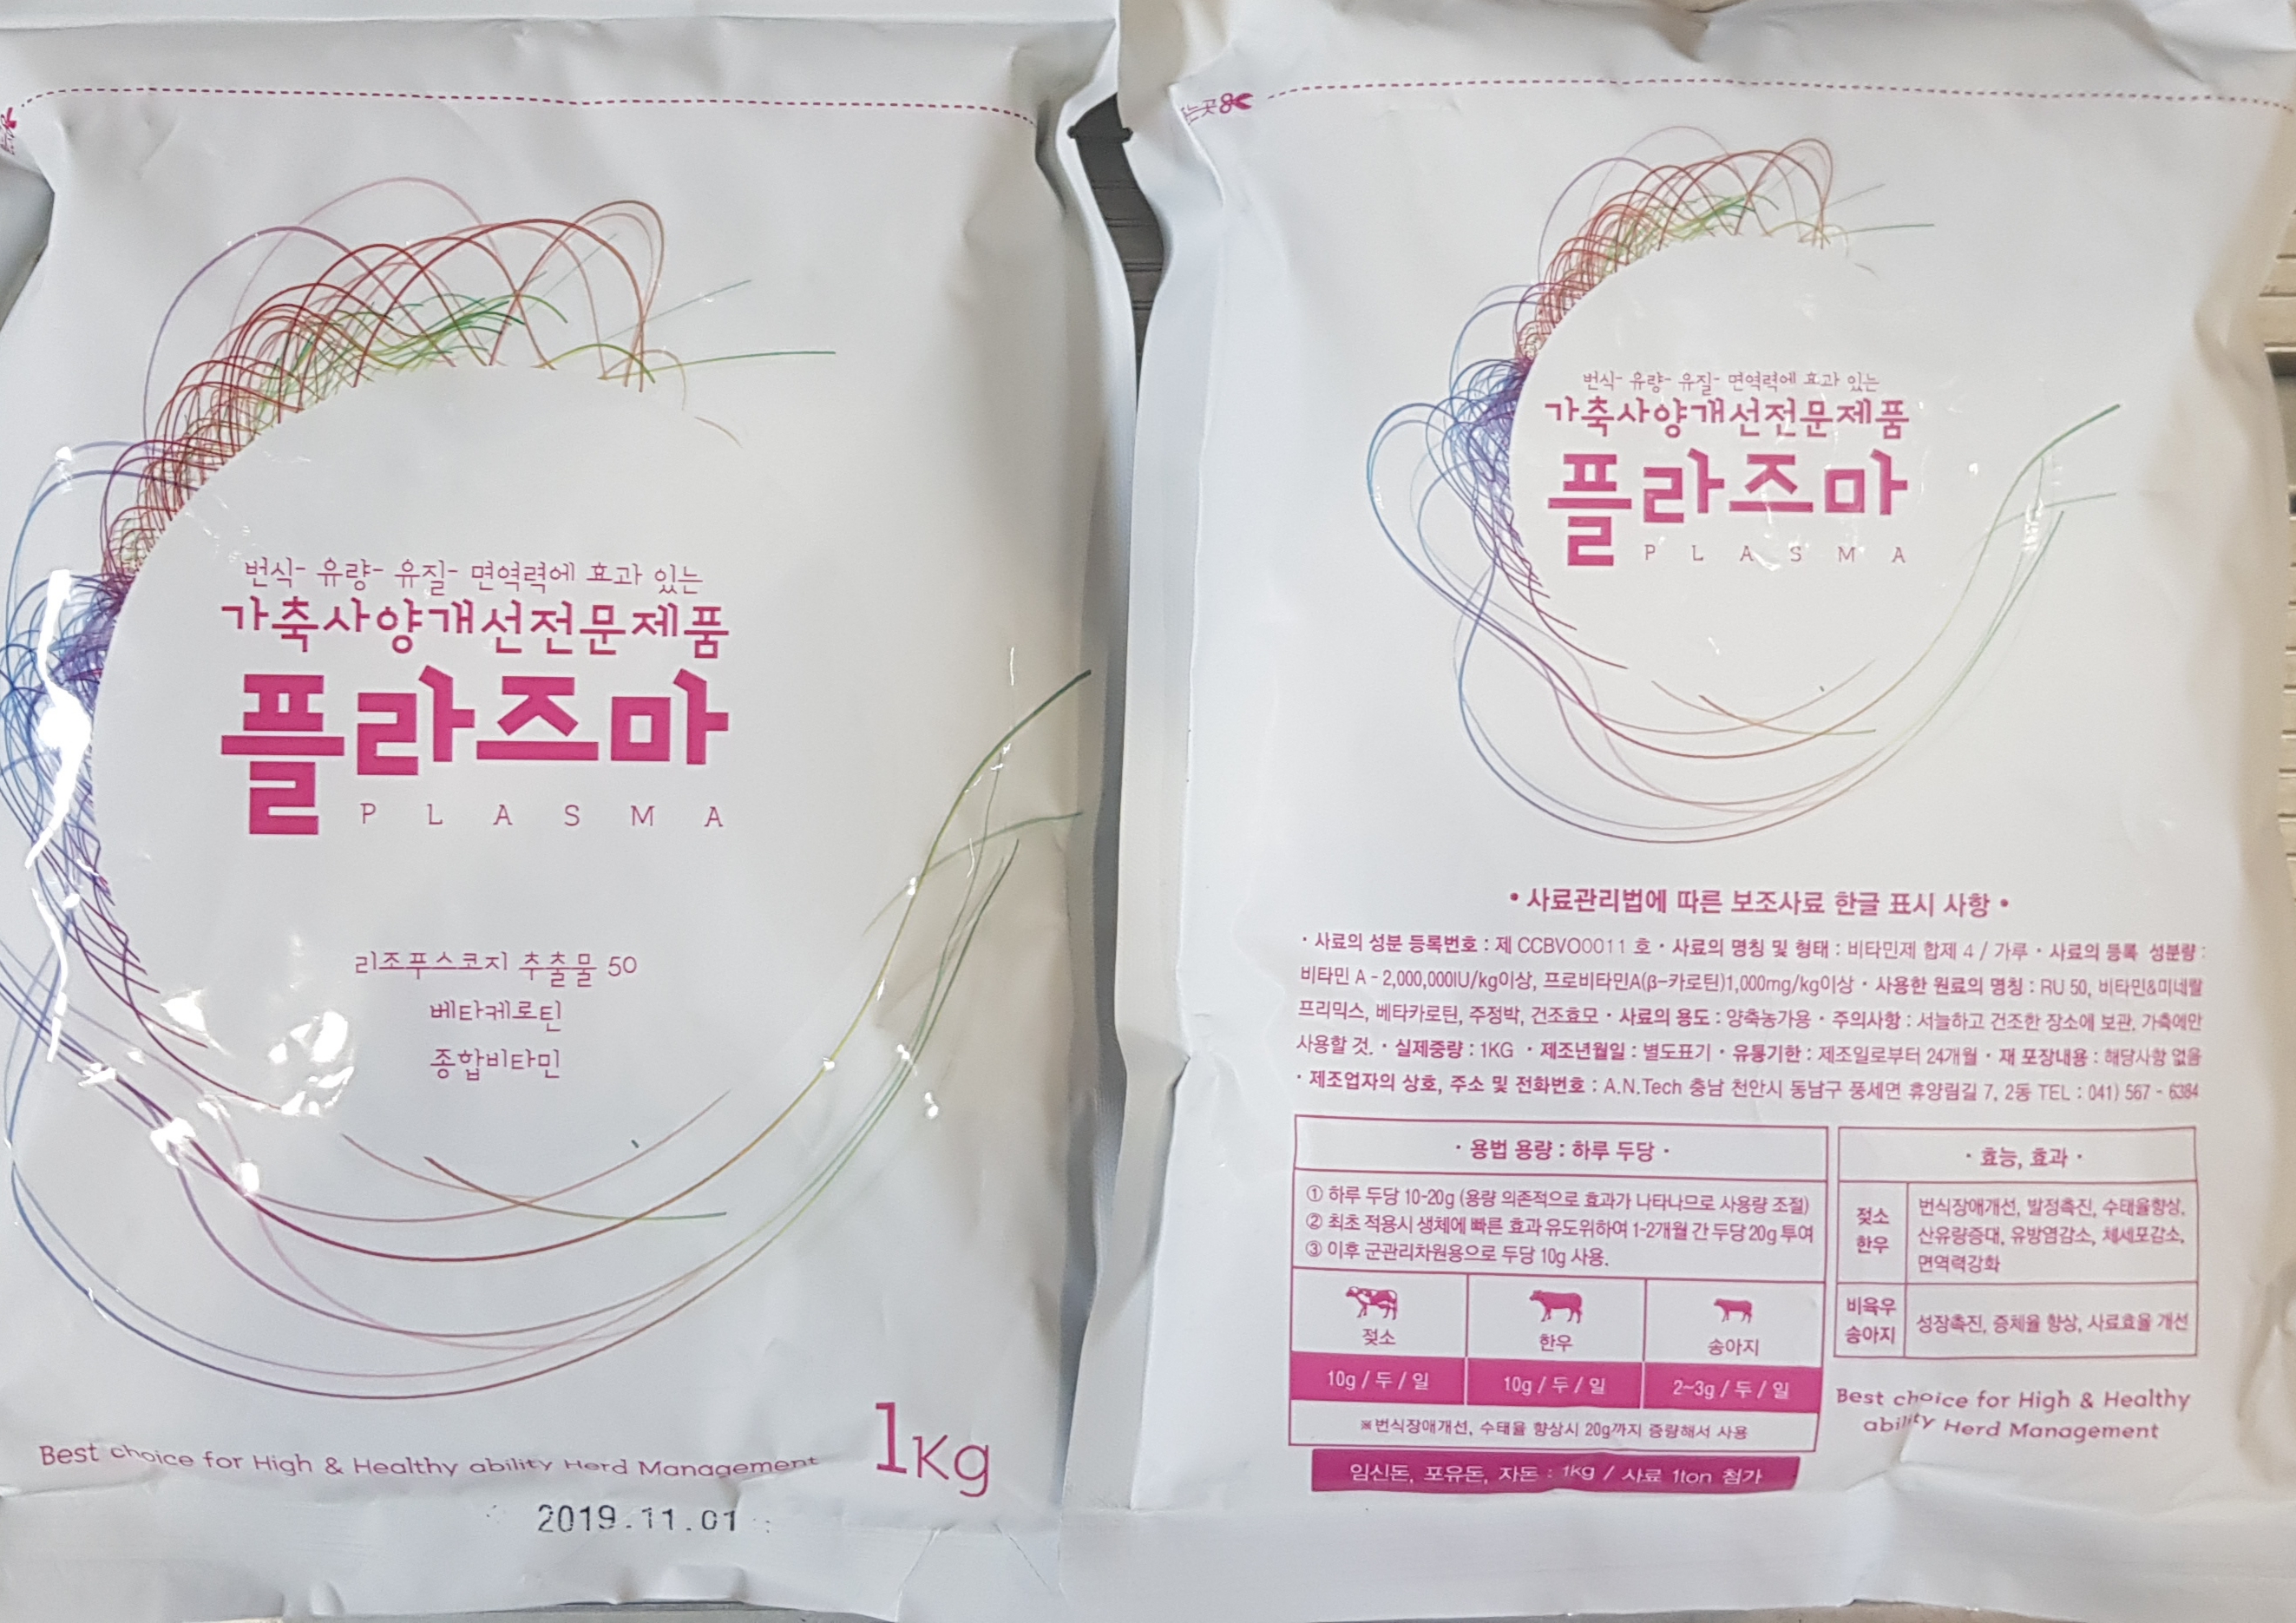 번식- 유량- 유질- 면역력에 효과 있는
가축사양개선전문제품
플라즈마
PLASMA
리조푸스코지 추출물 50
베타케로틴
종합비타민
Best choice for High & Healthy ability Herd Management
1Kg
2019.11.01
는곳
번식- 유량- 유질- 면역력에 효과 있는
가축사양개선전문제품
플라즈마
PLASMA
• 사료관리법에 따른 보조사료 한글 표시 사항 •
· 사료의 성분 등록번호 : 제 CCBVO0011 호 · 사료의 명칭 및 형태 : 비타민제 합제 4 / 가루 · 사료의 등록 성분량 :
비타민 A - 2,000,000IU/kg이상, 프로비타민A(β-카로틴)1,000mg/kg이상 · 사용한 원료의 명칭 : RU 50, 비타민&미네랄
프리믹스, 베타카로틴, 주정박, 건조효모 · 사료의 용도 : 양축농가용 · 주의사항 : 서늘하고 건조한 장소에 보관, 가축에만
사용할 것. · 실제중량 : 1KG · 제조년월일 : 별도표기 · 유통기한 : 제조일로부터 24개월 · 재 포장내용 : 해당사항 없음
· 제조업자의 상호, 주소 및 전화번호 : A.N.Tech 충남 천안시 동남구 풍세면 휴양림길 7, 2동 TEL : 041) 567 - 6384
· 용법 용량 : 하루 두당 ·
① 하루 두당 10-20g (용량 의존적으로 효과가 나타나므로 사용량 조절)
② 최초 적용시 생체에 빠른 효과 유도위하여 1-2개월 간 두당 20g 투여
③ 이후 군관리차원용으로 두당 10g 사용.
젖소 한우 송아지
10g / 두 / 일 10g / 두 / 일 2~3g / 두 / 일
※번식장애개선, 수태율 향상시 20g까지 증량해서 사용
임신돈, 포유돈, 자돈 : 1kg / 사료 1ton 첨가
· 효능, 효과 ·
젖소
한우
번식장애개선, 발정촉진, 수태율향상,
산유량증대, 유방염감소, 체세포감소,
면역력강화
비육우
송아지
성장촉진, 증체율 향상, 사료효율 개선
Best choice for High & Healthy
ability Herd Management